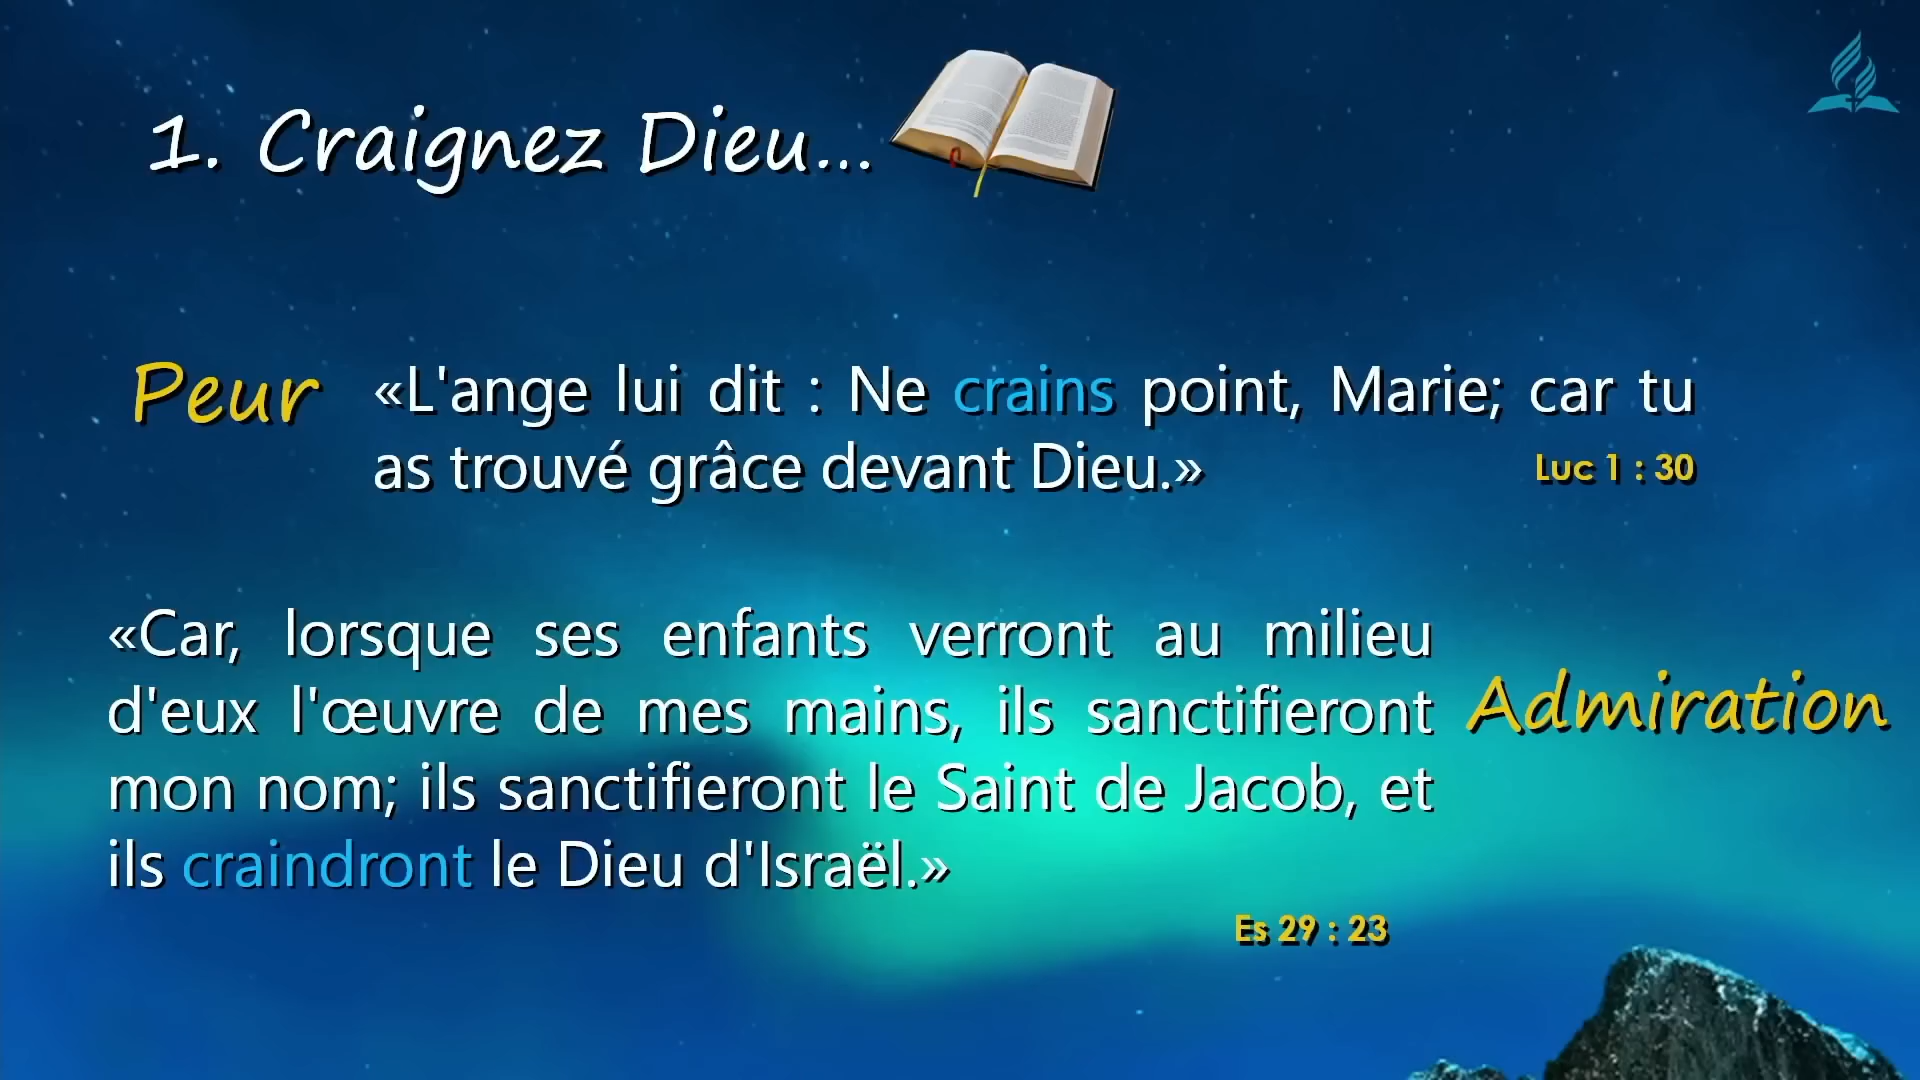 1. Craignez Dieu...
Peur
«L'ange lui dit : Ne crains point, Marie; car tu
as trouvé grâce devant Dieu.»
Luc 1 : 30
«Car, lorsque ses enfants verront au milieu
d'eux l'œuvre de mes mains, ils sanctifieront
mon nom; ils sanctifieront le Saint de Jacob, et
ils craindront le Dieu d'Israël.»
Admiration
Es 29 : 23